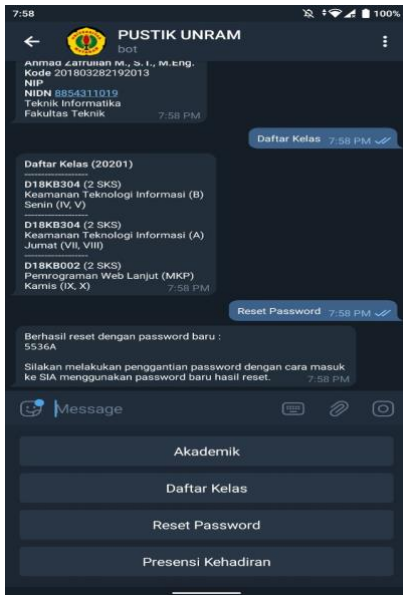 7:58
100%
PUSTIK UNRAM
bot
Ahmad Zafrullah M., S.T., M.Eng.
Kode 201803282192013
NIP
NIDN 8854311019
Teknik Informatika
Fakultas Teknik 7:58 PM
Daftar Kelas 7:58 PM
Daftar Kelas (20201)
--------------------
D18KB304 (2 SKS)
Keamanan Teknologi Informasi (B)
Senin (IV, V)
--------------------
D18KB304 (2 SKS)
Keamanan Teknologi Informasi (A)
Jumat (VII, VIII)
--------------------
D18KB002 (2 SKS)
Pemrograman Web Lanjut (MKP)
Kamis (IX, X) 7:58 PM
Reset Password 7:58 PM
Berhasil reset dengan password baru :
5536A
Silakan melakukan penggantian password dengan cara masuk
ke SIA menggunakan password baru hasil reset. 7:58 PM
Message
Akademik
Daftar Kelas
Reset Password
Presensi Kehadiran